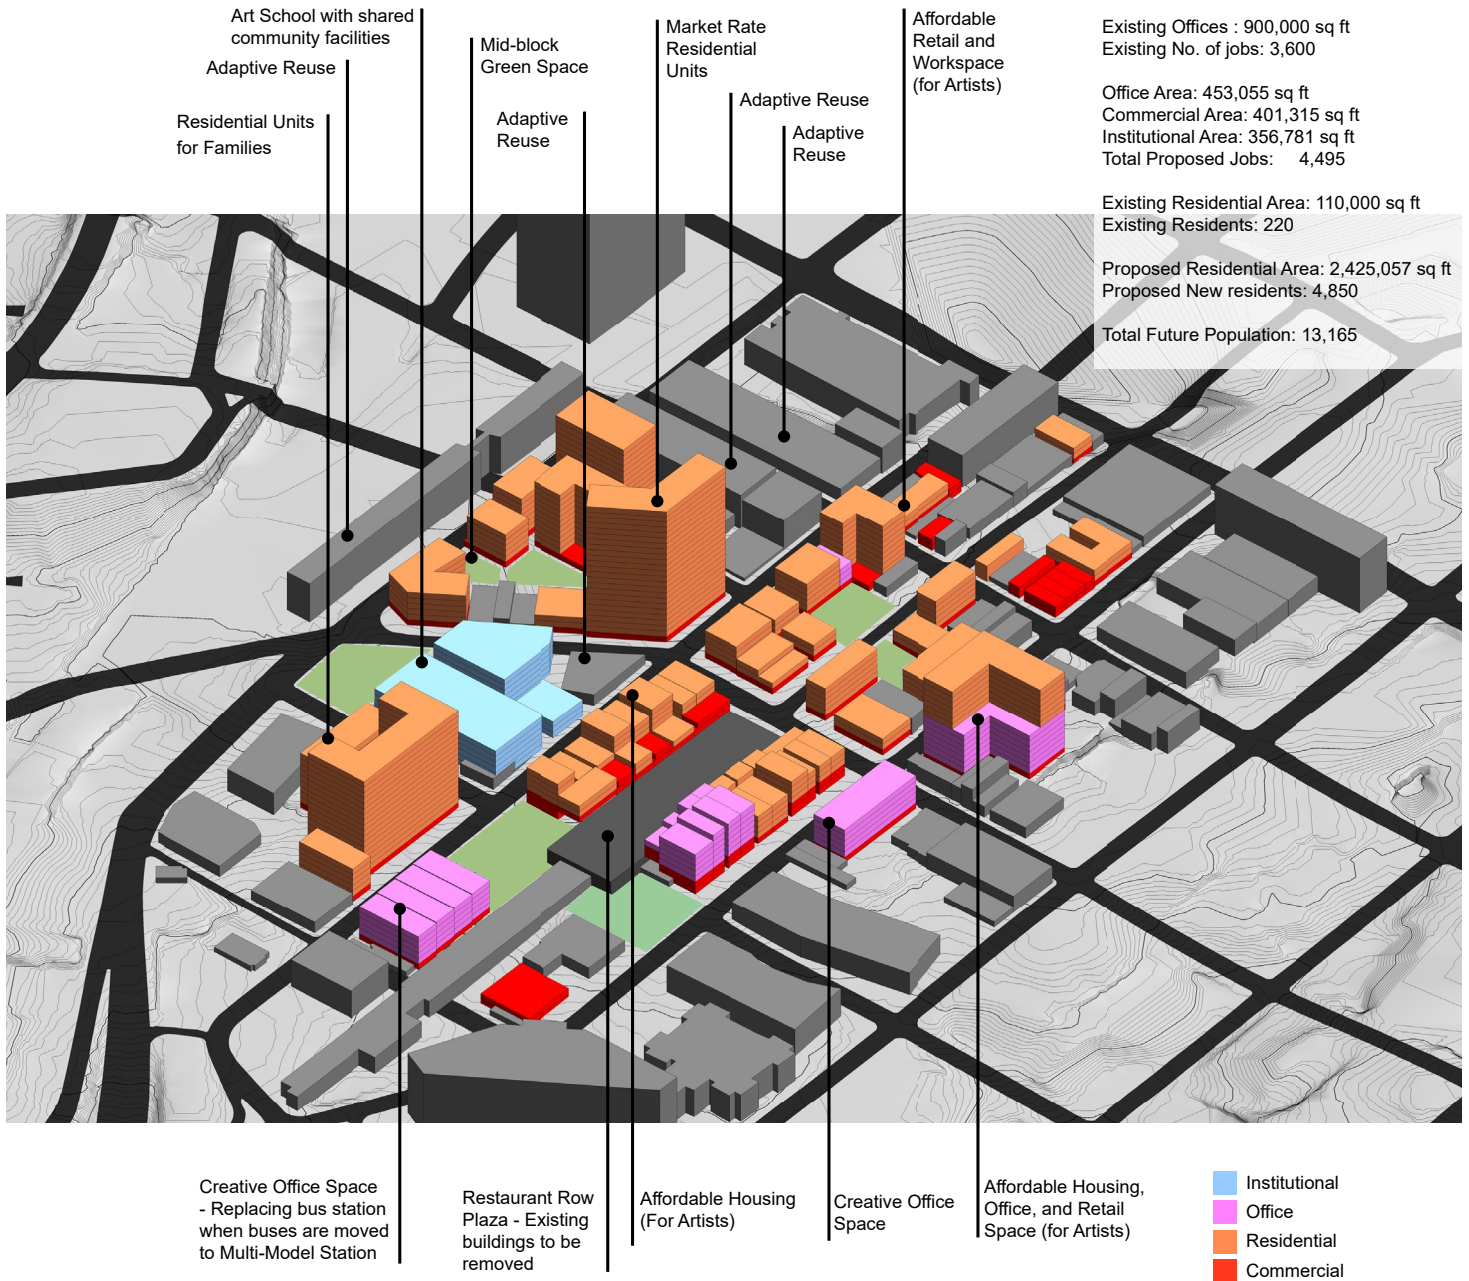 Art School with shared
community facilities
Adaptive Reuse
Residential Units
for Families
Mid-block
Green Space
Adaptive
Reuse
Market Rate
Residential
Units
Adaptive Reuse
Adaptive
Reuse
Affordable
Retail and
Workspace
(for Artists)
Existing Offices : 900,000 sq ft
Existing No. of jobs: 3,600
Office Area: 453,055 sq ft
Commercial Area: 401,315 sq ft
Institutional Area: 356,781 sq ft
Total Proposed Jobs: 4,495
Existing Residential Area: 110,000 sq ft
Existing Residents: 220
Proposed Residential Area: 2,425,057 sq ft
Proposed New residents: 4,850
Total Future Population: 13,165
Creative Office Space
- Replacing bus station
when buses are moved
to Multi-Model Station
Restaurant Row
Plaza - Existing
buildings to be
removed
Affordable Housing
(For Artists)
Creative Office
Space
Affordable Housing,
Office, and Retail
Space (for Artists)
Institutional
Office
Residential
Commercial